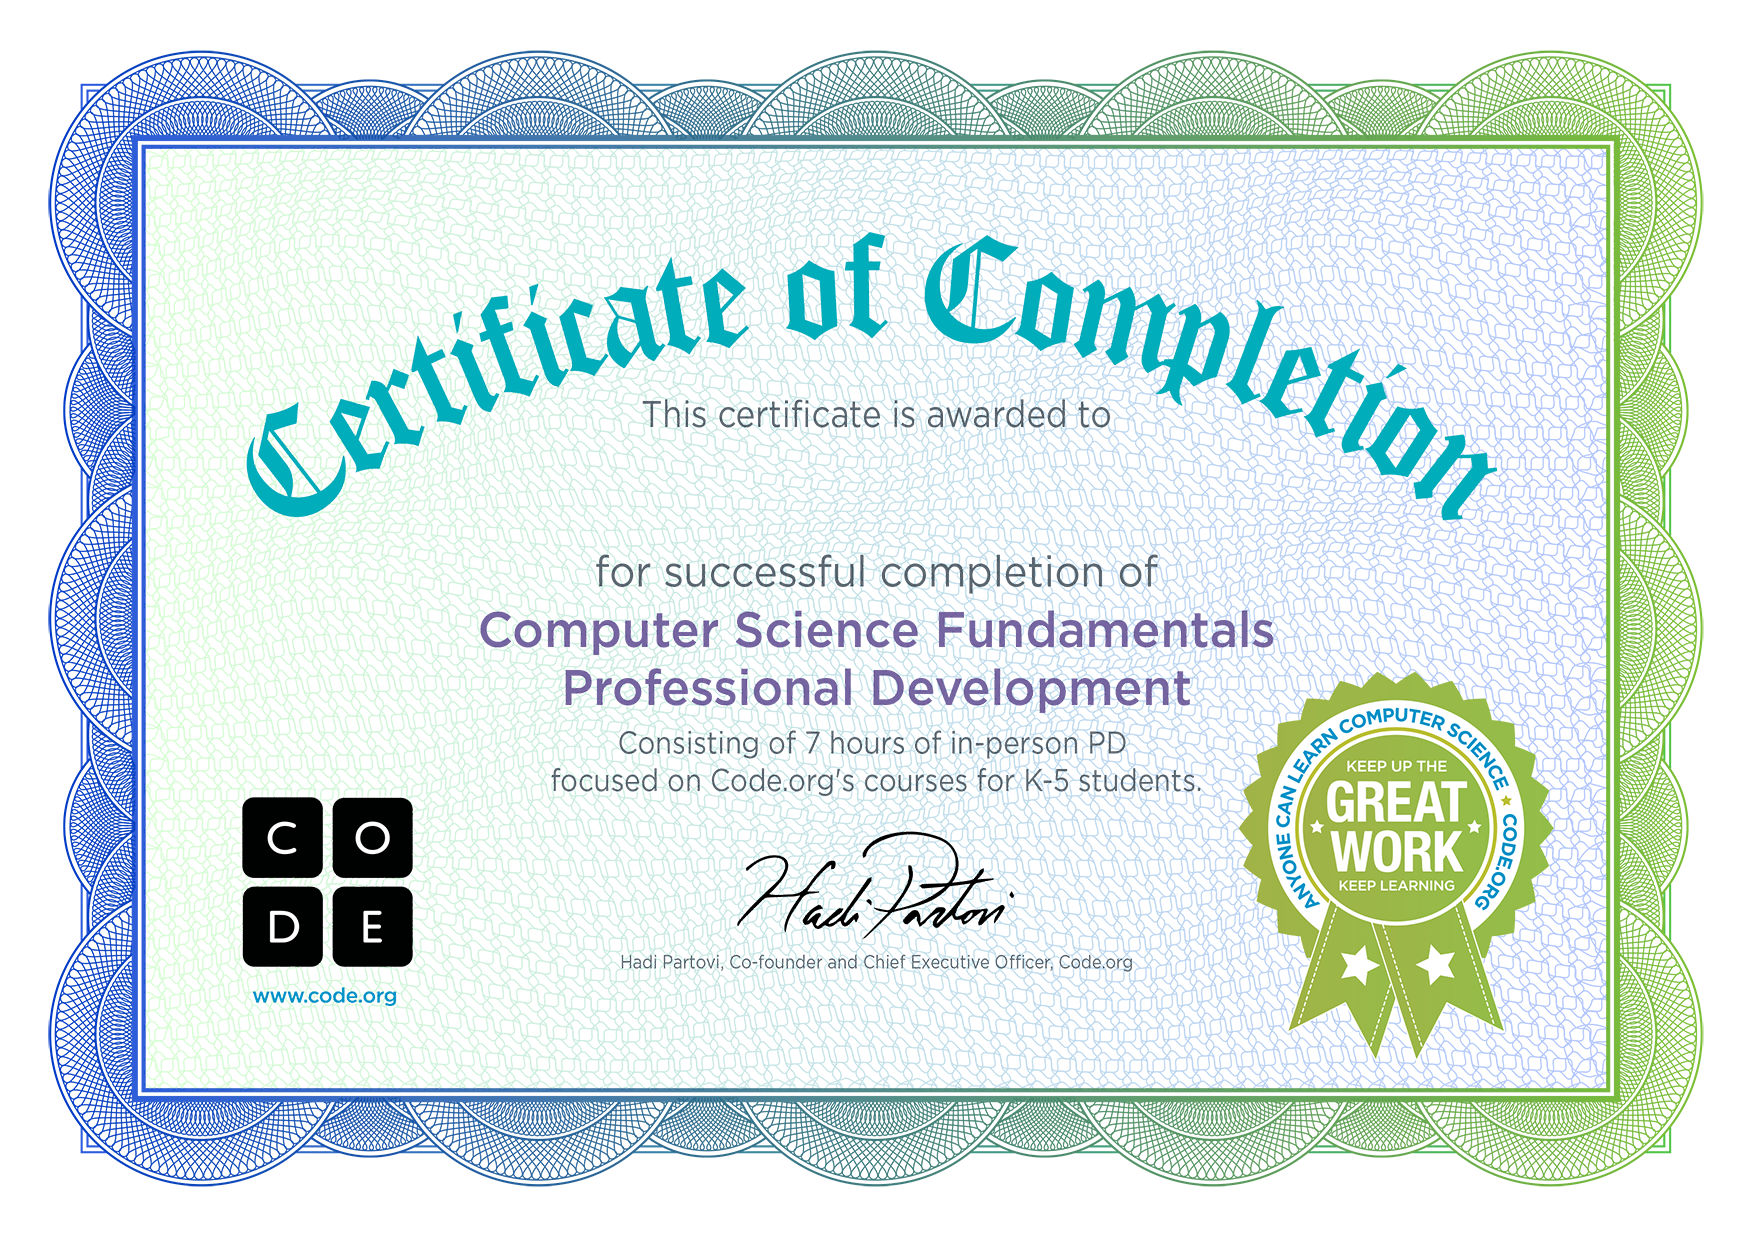 Certificate of Completion
This certificate is awarded to
for successful completion of
Computer Science Fundamentals
Professional Development
Consisting of 7 hours of in-person PD
focused on Code.org's courses for K-5 students.
Hadi Partovi
Hadi Partovi, Co-founder and Chief Executive Officer, Code.org
C O
D E
www.code.org
ANYONE CAN LEARN COMPUTER SCIENCE ★ CODE.ORG
KEEP UP THE
GREAT
WORK
KEEP LEARNING